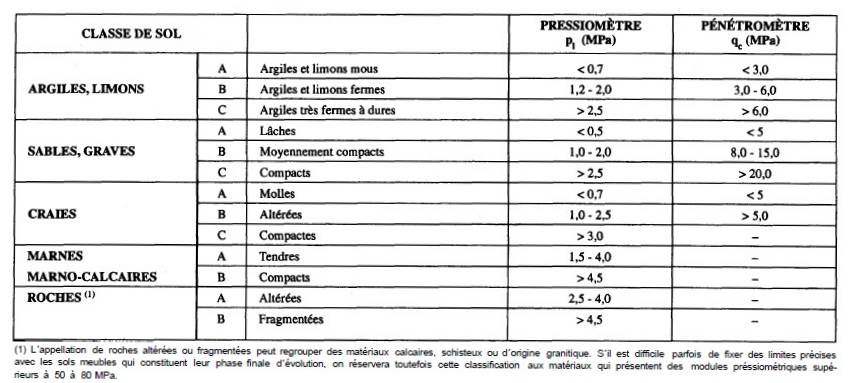 CLASSE DE SOL PRESSIOMÈTRE p_l (MPa) PÉNÉTROMÈTRE q_c (MPa)
ARGILES, LIMONS A Argiles et limons mous <0,7 <3,0
B Argiles et limons fermes 1,2 - 2,0 3,0 - 6,0
C Argiles très fermes à dures >2,5 >6,0
SABLES, GRAVES A Lâches <0,5 <5
B Moyennement compacts 1,0 - 2,0 8,0 - 15,0
C Compacts >2,5 >20,0
CRAIES A Molles <0,7 <5
B Altérées 1,0 - 2,5 >5,0
C Compactes >3,0 –
MARNES A Tendres 1,5 - 4,0 –
MARNO-CALCAIRES B Compacts >4,5 –
ROCHES (1) A Altérées 2,5 - 4,0 –
B Fragmentées >4,5 –
(1) L'appellation de roches altérées ou fragmentées peut regrouper des matériaux calcaires, schisteux ou d'origine granitique. S'il est difficile parfois de fixer des limites précises
avec les sols meubles qui constituent leur phase finale d'évolution, on réservera toutefois cette classification aux matériaux qui présentent des modules préssiométriques supé-
rieurs à 50 à 80 MPa.